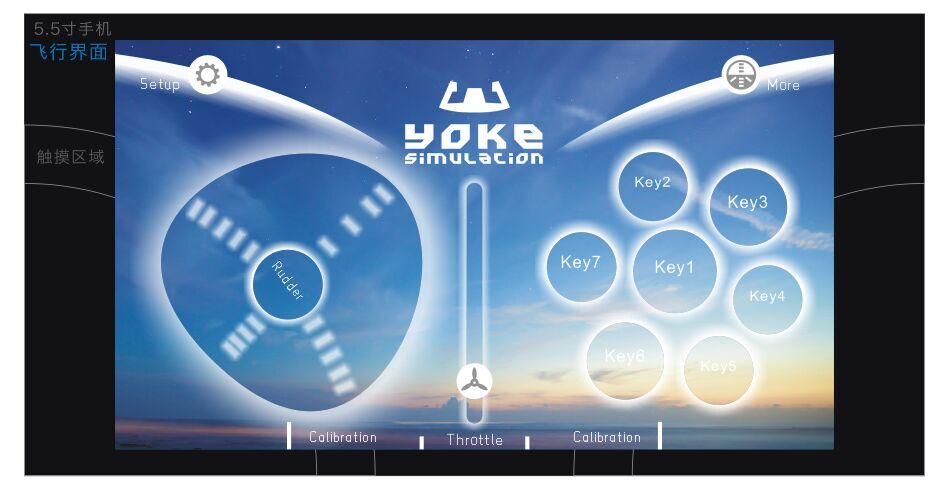 5.5寸手机
飞行界面
触摸区域
Setup
More
YOKE
SIMULATION
Rudder
Key2
Key3
Key7
Key1
Key4
Key6
Key5
Calibration
Throttle
Calibration